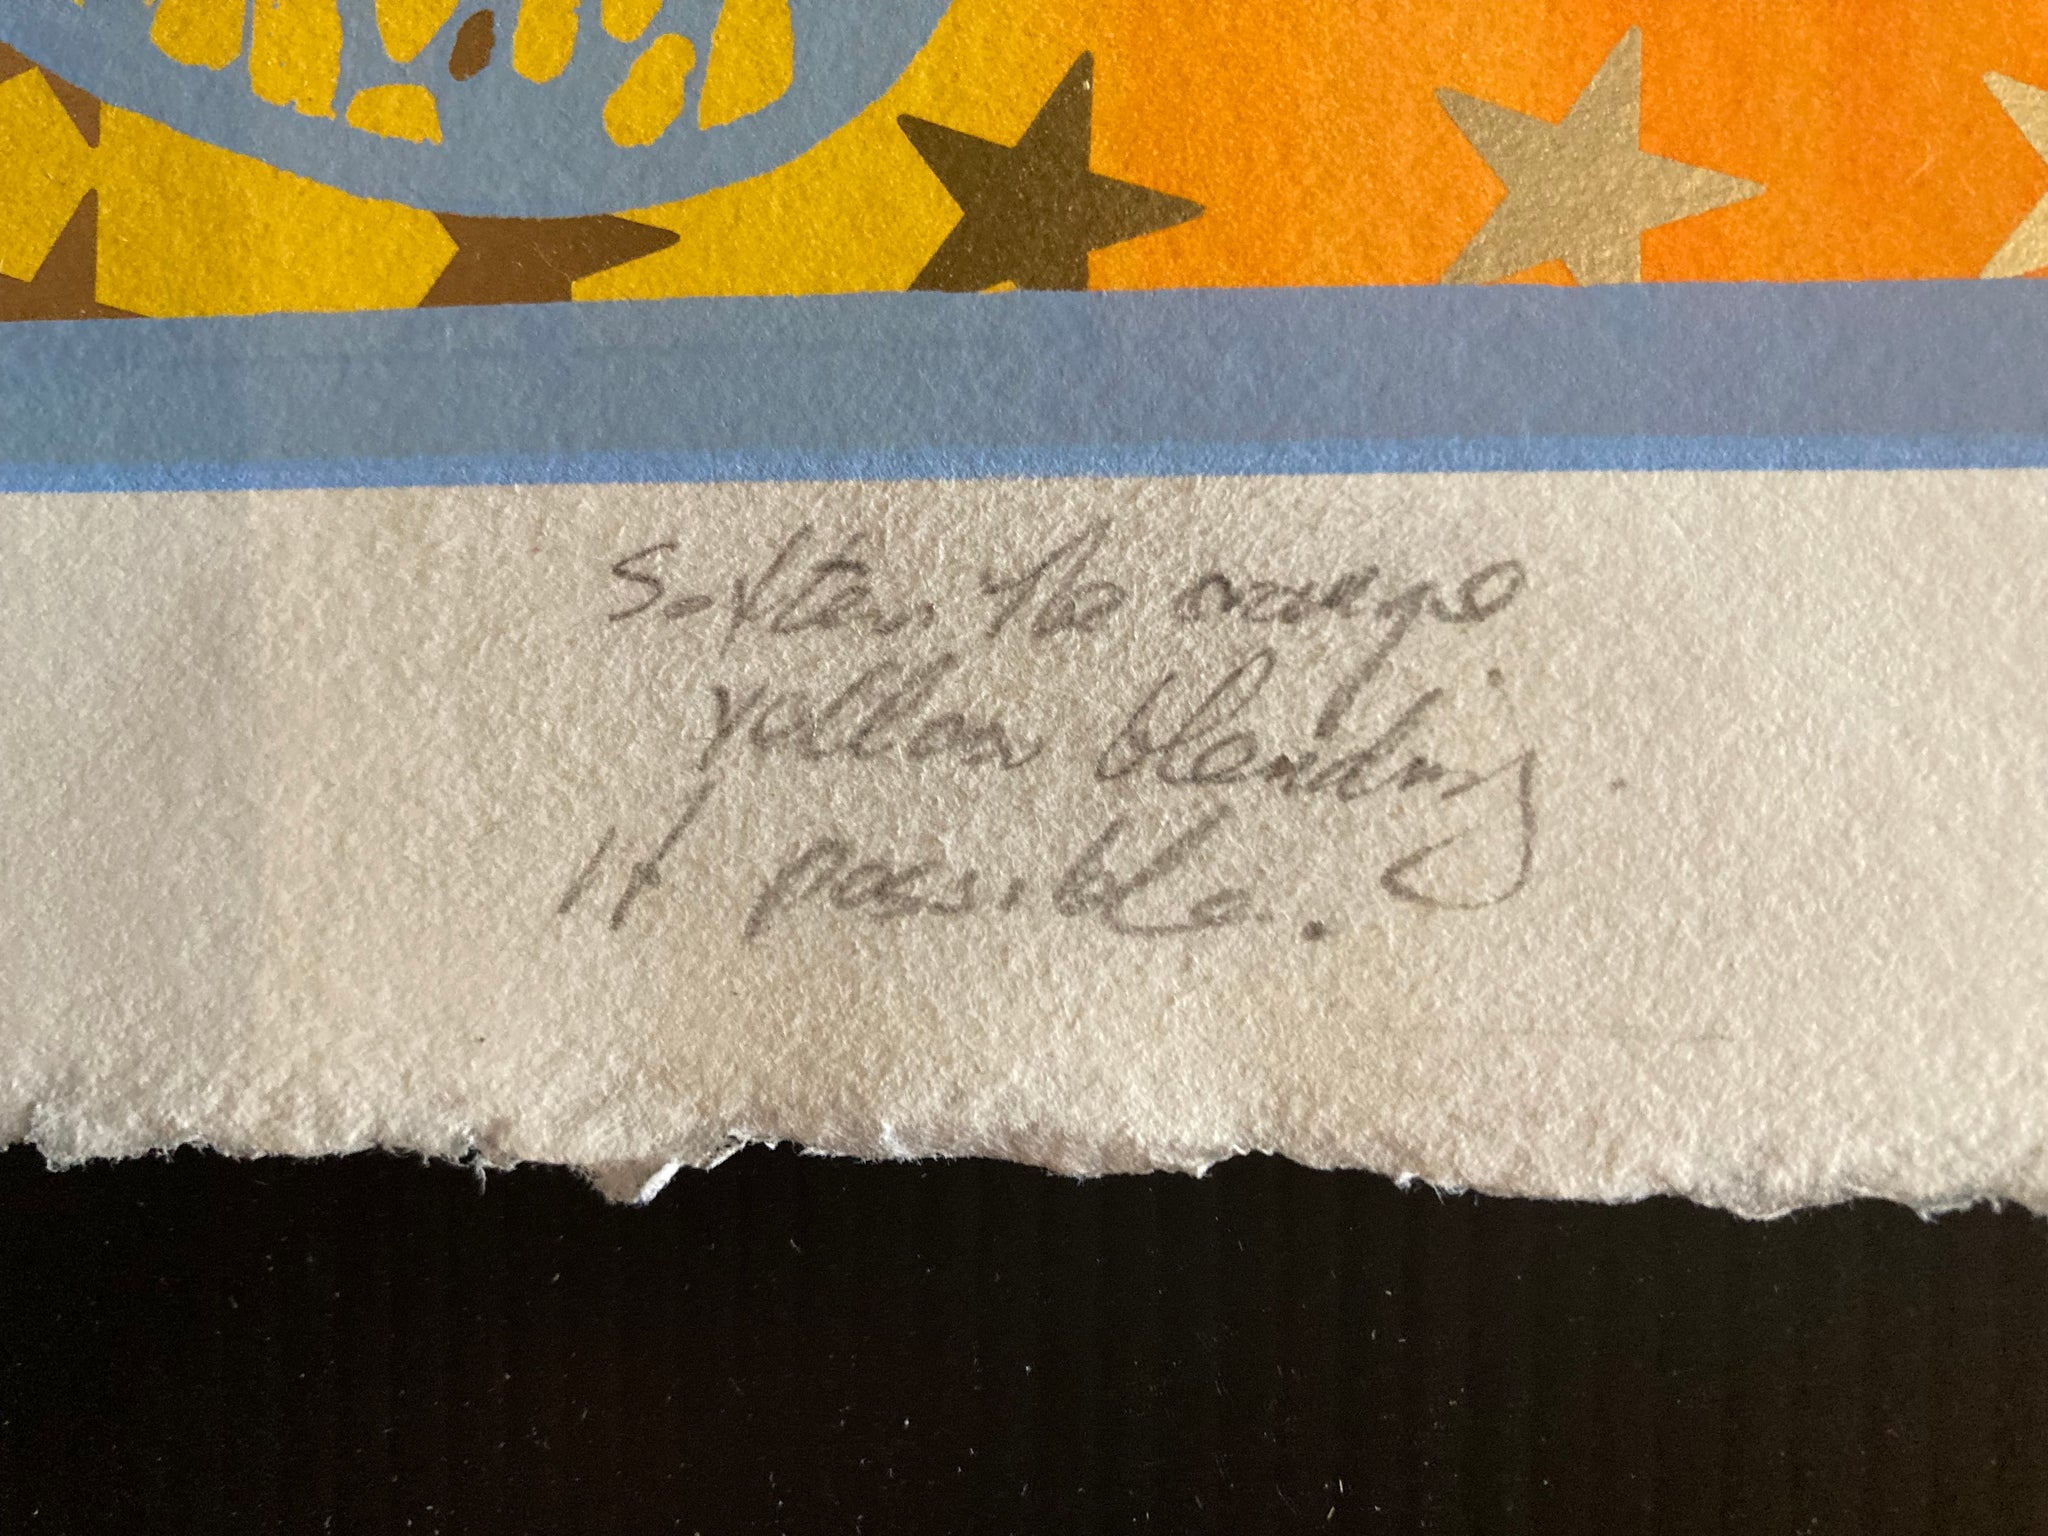 Soften the orange
yellow blending.
If possible.